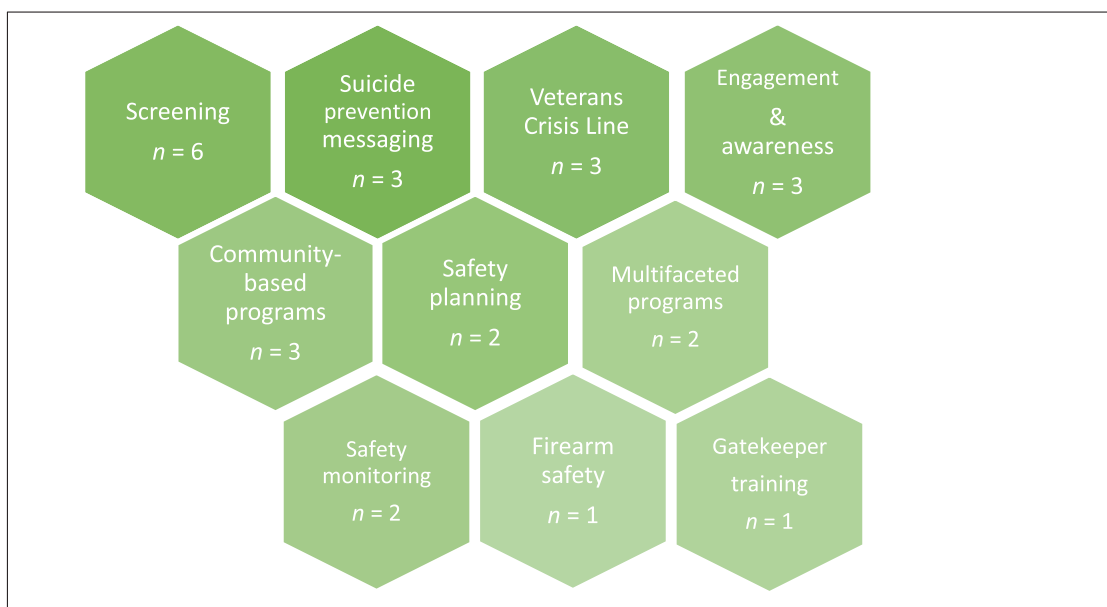 Screening
n = 6
Suicide
prevention
messaging
n = 3
Veterans
Crisis Line
n = 3
Engagement
&
awareness
n = 3
Community-
based
programs
n = 3
Safety
planning
n = 2
Multifaceted
programs
n = 2
Safety
monitoring
n = 2
Firearm
safety
n = 1
Gatekeeper
training
n = 1